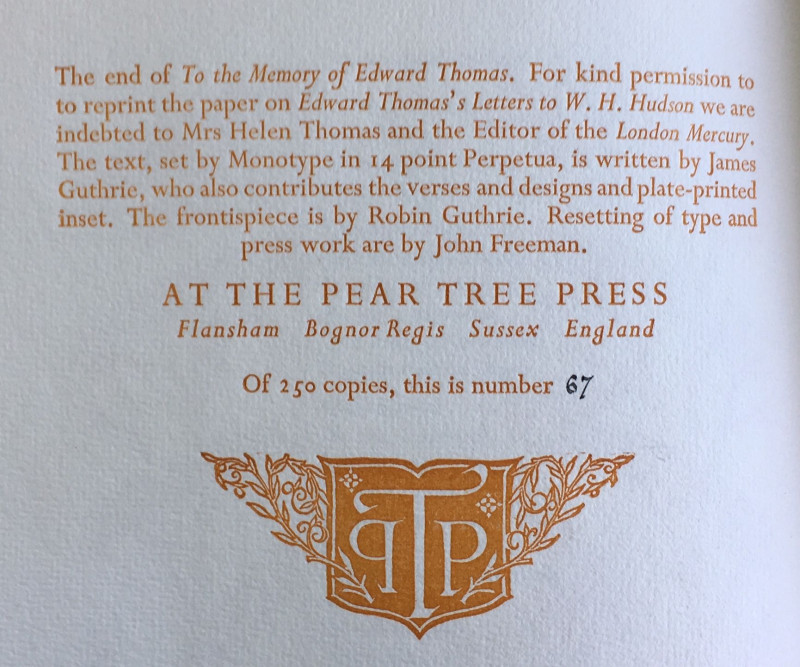 The end of To the Memory of Edward Thomas. For kind permission to
to reprint the paper on Edward Thomas's Letters to W. H. Hudson we are
indebted to Mrs Helen Thomas and the Editor of the London Mercury.
The text, set by Monotype in 14 point Perpetua, is written by James
Guthrie, who also contributes the verses and designs and plate-printed
inset. The frontispiece is by Robin Guthrie. Resetting of type and
press work are by John Freeman.
AT THE PEAR TREE PRESS
Flansham Bognor Regis Sussex England
Of 250 copies, this is number 67
PTP